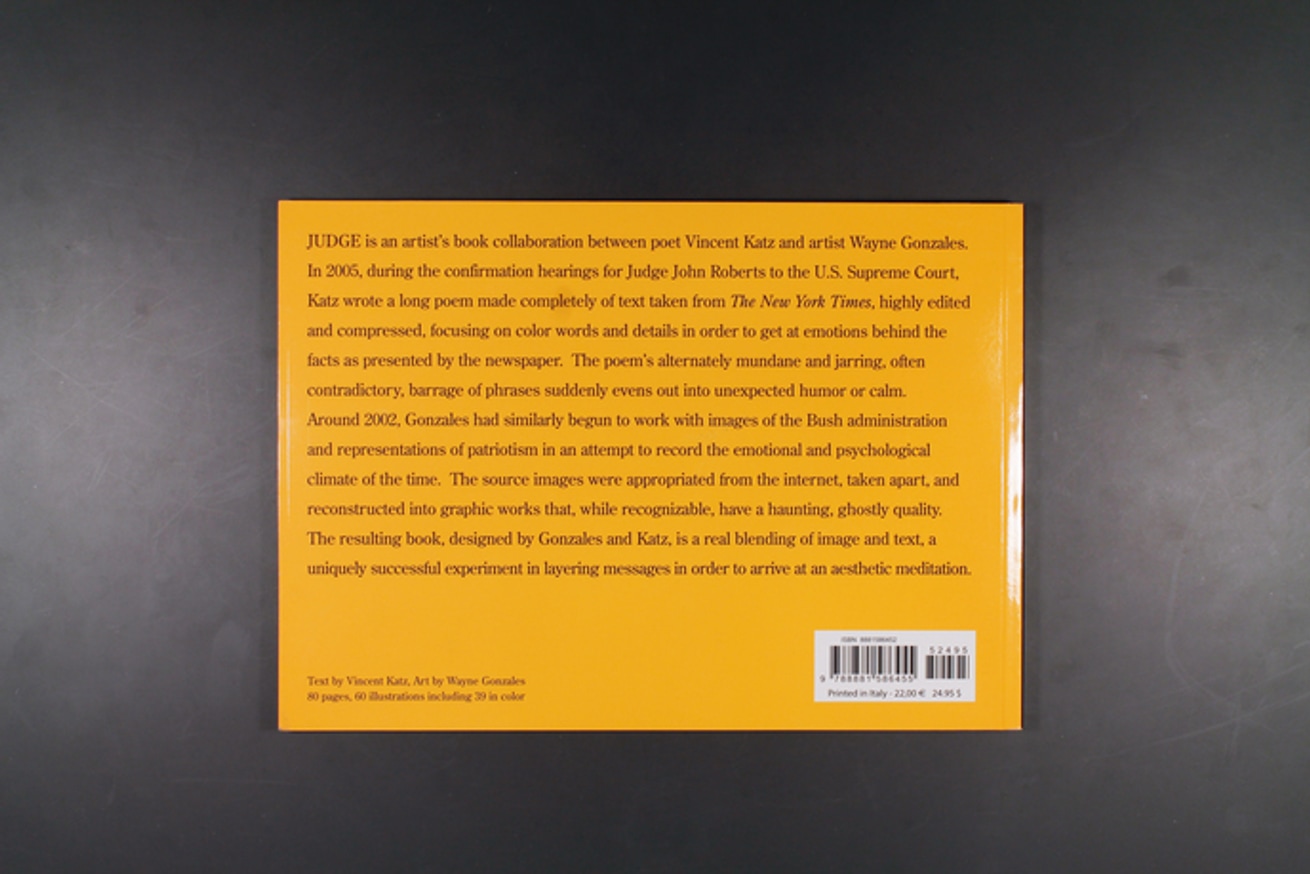 JUDGE is an artist's book collaboration between poet Vincent Katz and artist Wayne Gonzales.
In 2005, during the confirmation hearings for Judge John Roberts to the U.S. Supreme Court,
Katz wrote a long poem made completely of text taken from The New York Times, highly edited
and compressed, focusing on color words and details in order to get at emotions behind the
facts as presented by the newspaper.  The poem's alternately mundane and jarring, often
contradictory, barrage of phrases suddenly evens out into unexpected humor or calm.
Around 2002, Gonzales had similarly begun to work with images of the Bush administration
and representations of patriotism in an attempt to record the emotional and psychological
climate of the time.  The source images were appropriated from the internet, taken apart, and
reconstructed into graphic works that, while recognizable, have a haunting, ghostly quality.
The resulting book, designed by Gonzales and Katz, is a real blending of image and text, a
uniquely successful experiment in layering messages in order to arrive at an aesthetic meditation.
Text by Vincent Katz, Art by Wayne Gonzales
80 pages, 60 illustrations including 39 in color
ISBN
52495
9 788881 586455
Printed in Italy - 22,00 € 24.95 $